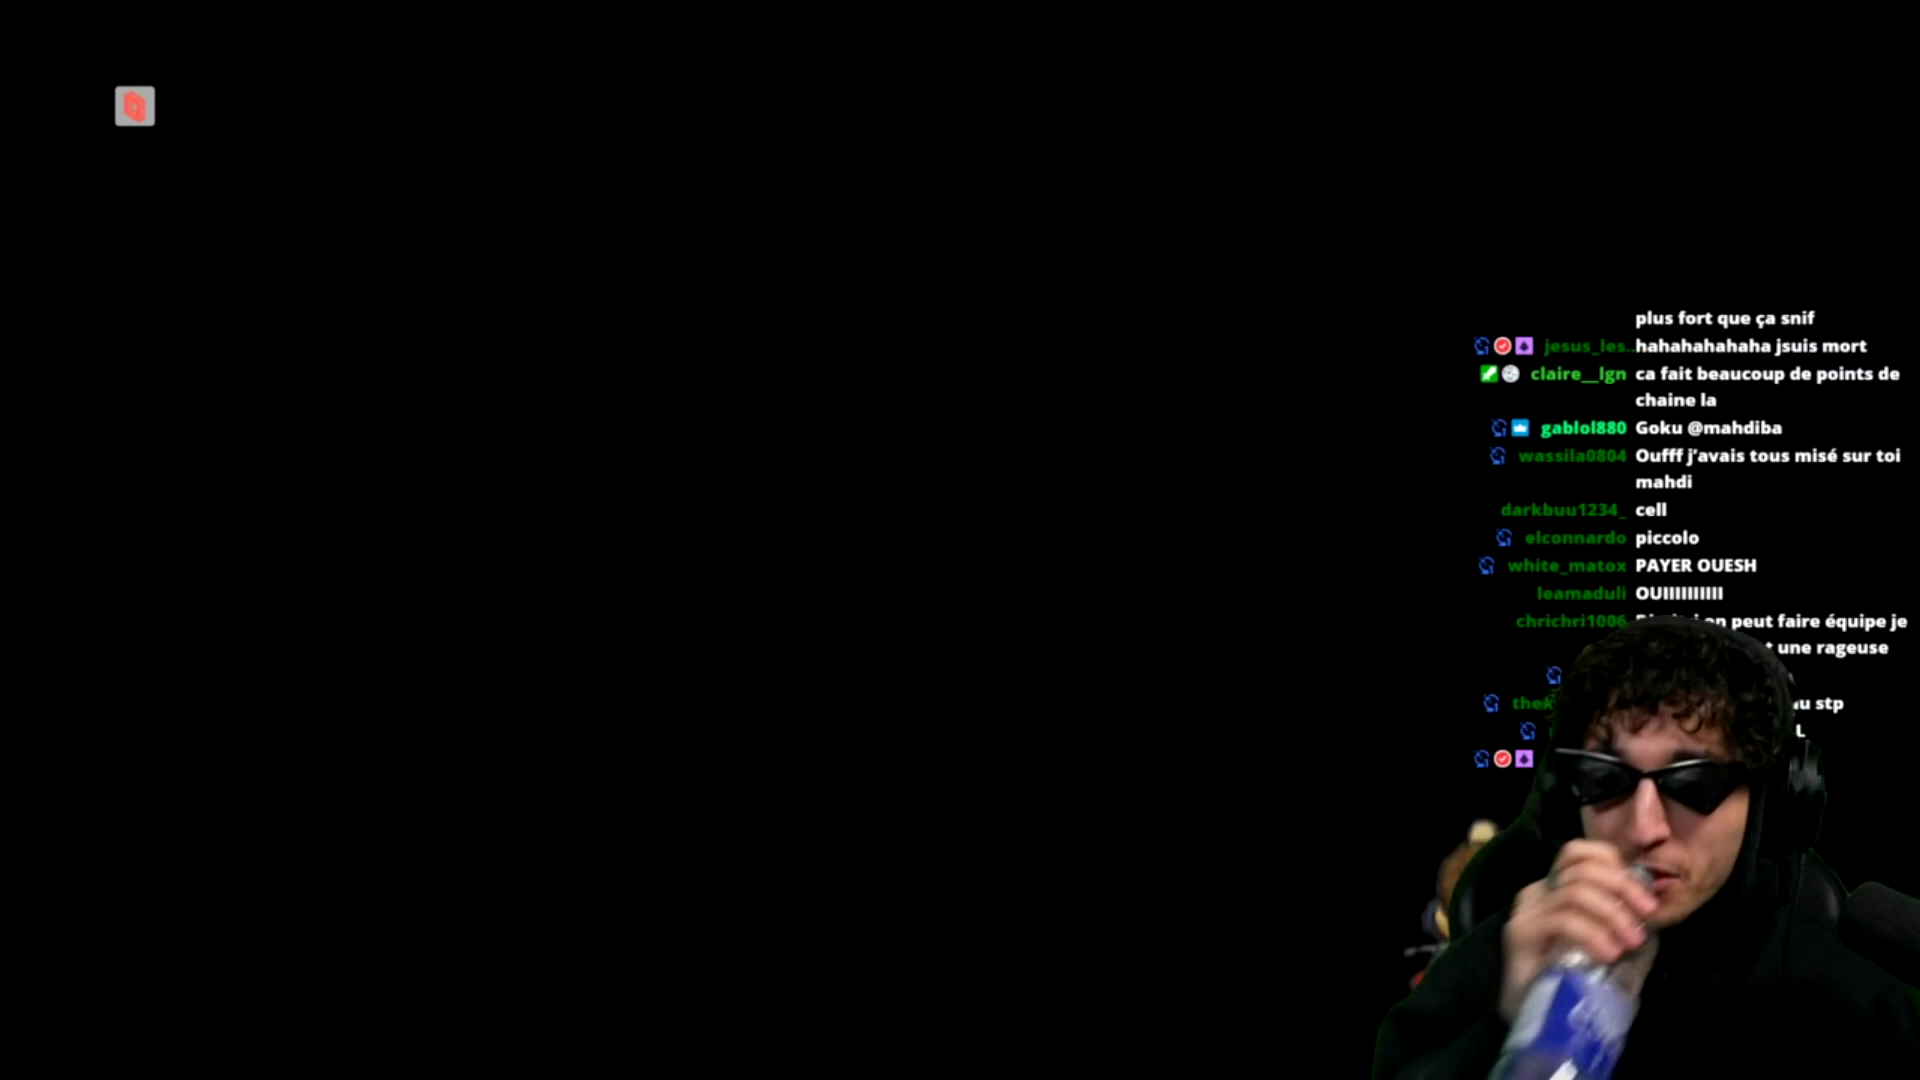 plus fort que ça snif
jesus_les.. hahahahahaha jsuis mort
claire__lgn ca fait beaucoup de points de
chaine la
gablol880 Goku @mahdiba
wassila0804 Oufff j'avais tous misé sur toi
mahdi
darkbuu1234_ cell
elconnardo piccolo
white_matox PAYER OUESH
leamaduli OUIIIIIIIIII
chrichri1006 on peut faire équipe je
une rageuse
stp